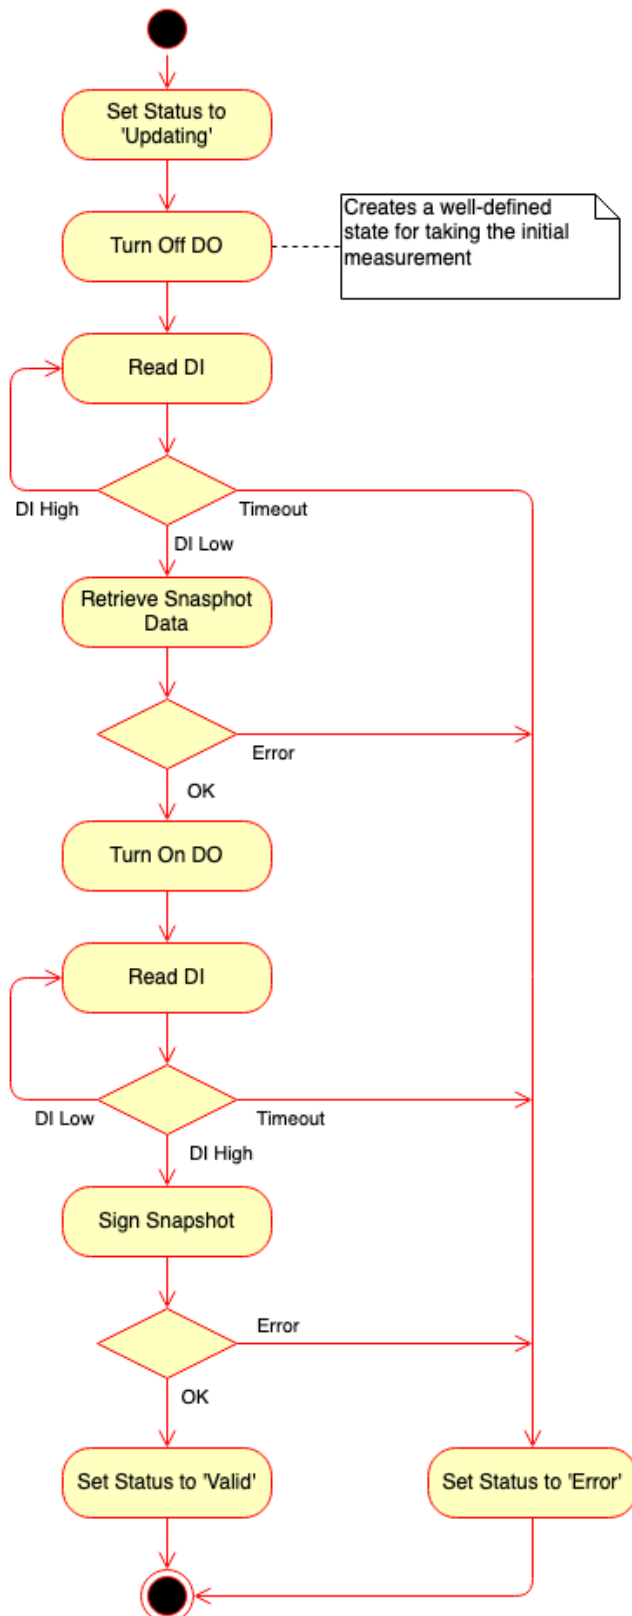 Set Status to
'Updating'
Turn Off DO
Creates a well-defined
state for taking the initial
measurement
Read DI
DI High
Timeout
DI Low
Retrieve Snasphot
Data
Error
OK
Turn On DO
Read DI
DI Low
Timeout
DI High
Sign Snapshot
Error
OK
Set Status to 'Valid'
Set Status to 'Error'